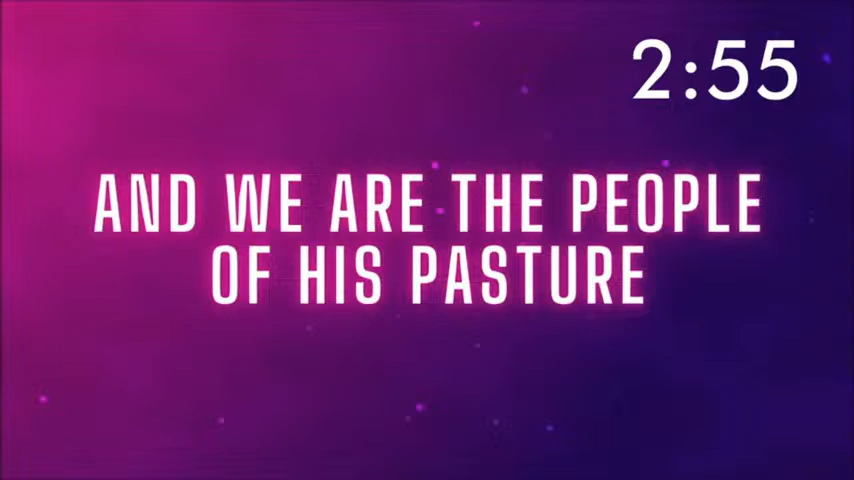 2:55
AND WE ARE THE PEOPLE
OF HIS PASTURE